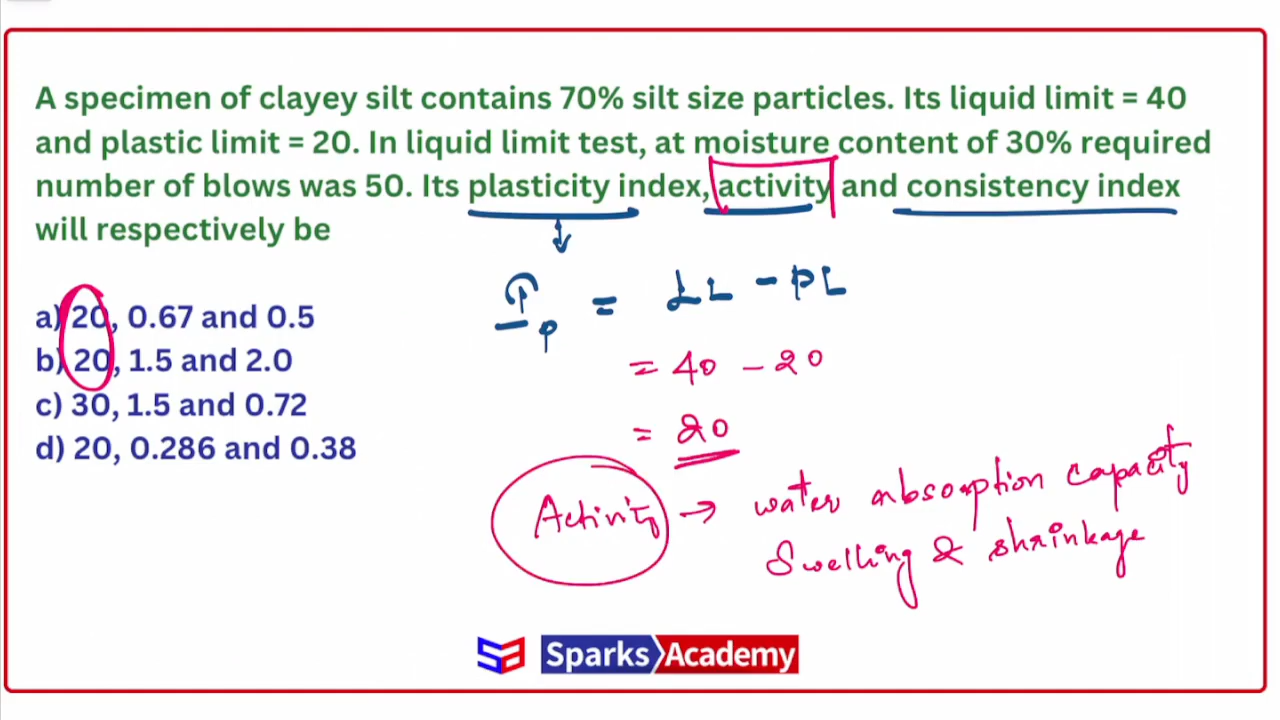 A specimen of clayey silt contains 70% silt size particles. Its liquid limit = 40
and plastic limit = 20. In liquid limit test, at moisture content of 30% required
number of blows was 50. Its plasticity index, activity and consistency index
will respectively be
a) 20, 0.67 and 0.5
b) 20, 1.5 and 2.0
c) 30, 1.5 and 0.72
d) 20, 0.286 and 0.38
Ip = LL - PL
= 40 - 20
= 20
Activity → water absorption capacity
Swelling & shrinkage
Sparks Academy